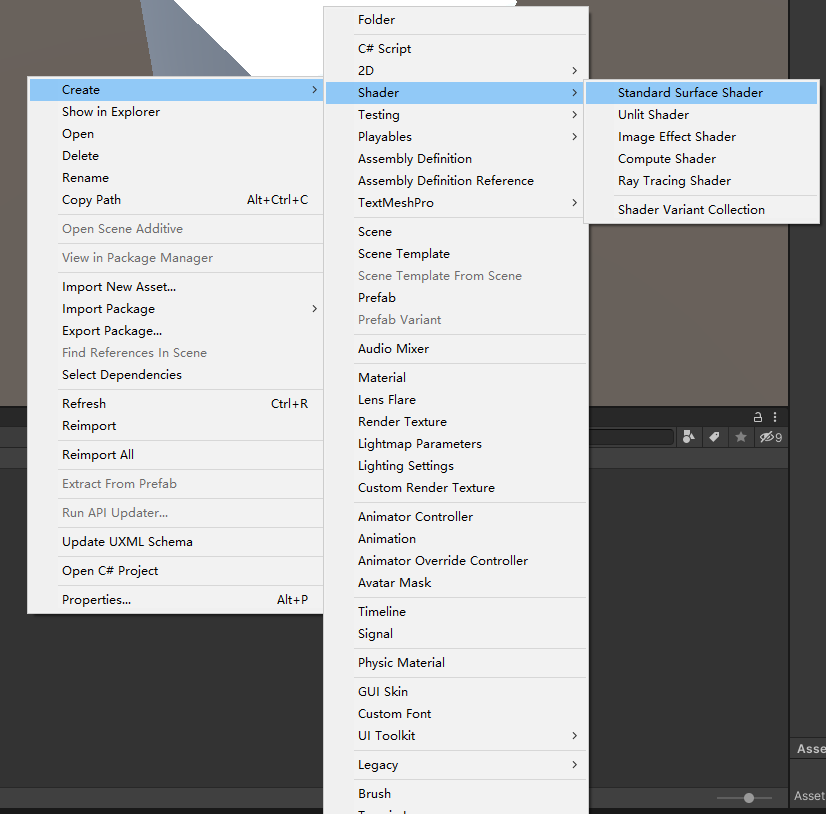 Create
Show in Explorer
Open
Delete
Rename
Copy Path Alt+Ctrl+C
Open Scene Additive
View in Package Manager
Import New Asset...
Import Package
Export Package...
Find References In Scene
Select Dependencies
Refresh Ctrl+R
Reimport
Reimport All
Extract From Prefab
Run API Updater...
Update UXML Schema
Open C# Project
Properties... Alt+P
Folder
C# Script
2D
Shader
Testing
Playables
Assembly Definition
Assembly Definition Reference
TextMeshPro
Scene
Scene Template
Scene Template From Scene
Prefab
Prefab Variant
Audio Mixer
Material
Lens Flare
Render Texture
Lightmap Parameters
Lighting Settings
Custom Render Texture
Animator Controller
Animation
Animator Override Controller
Avatar Mask
Timeline
Signal
Physic Material
GUI Skin
Custom Font
UI Toolkit
Legacy
Brush
Standard Surface Shader
Unlit Shader
Image Effect Shader
Compute Shader
Ray Tracing Shader
Shader Variant Collection
9
Asse
Asset